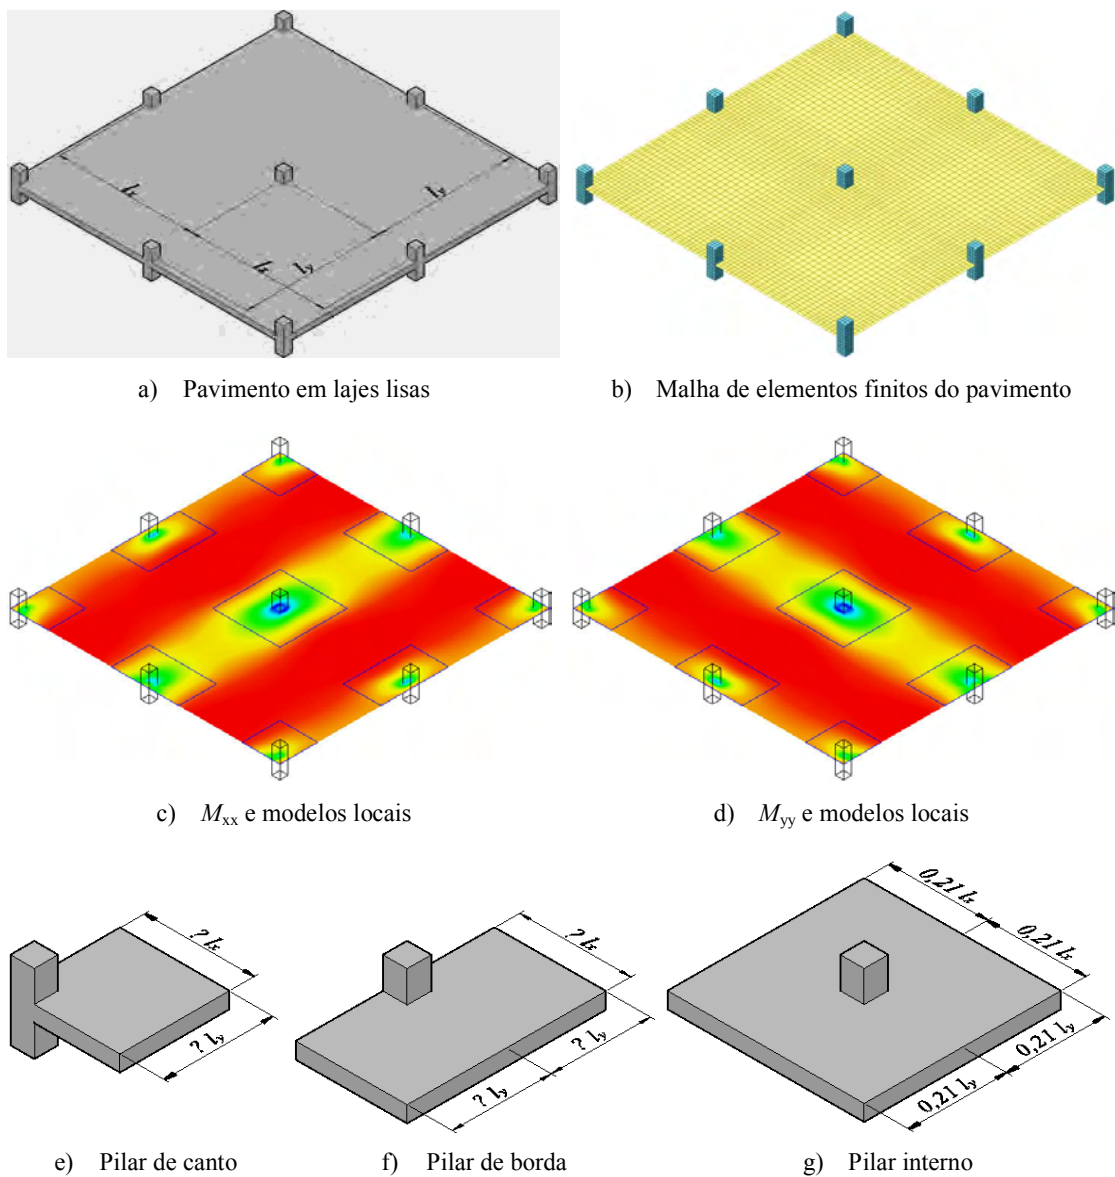 lx
ly
lx
ly
a) Pavimento em lajes lisas
b) Malha de elementos finitos do pavimento
c) Mxx e modelos locais
d) Myy e modelos locais
? lx
? ly
? lx
? ly
? ly
0,21 lx
0,21 lx
0,21 ly
0,21 ly
e) Pilar de canto
f) Pilar de borda
g) Pilar interno